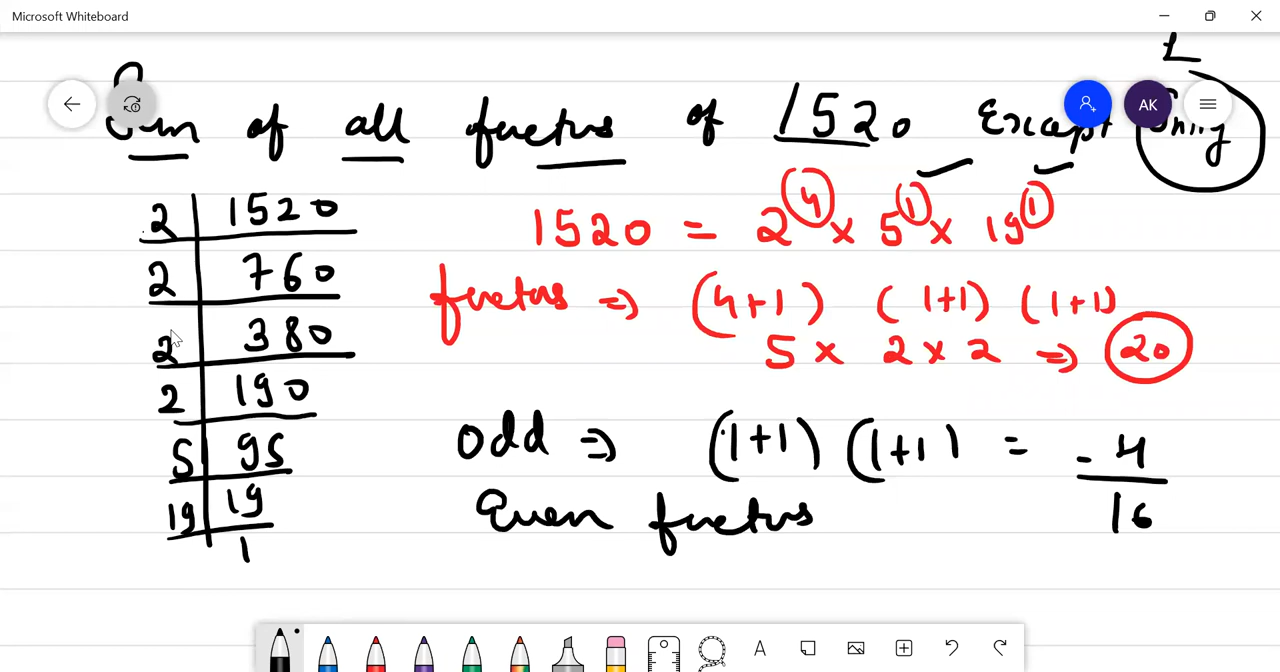 Microsoft Whiteboard
1
Sum of all factors of 1520 Except Unity
AK
2 1520
2 760
2 380
2 190
5 95
19 19
1
1520 = 2^4 x 5^1 x 19^1
factors => (4+1) (1+1) (1+1)
5 x 2 x 2 => 20
odd => (1+1) (1+1) = - 4
Even factors 16
A